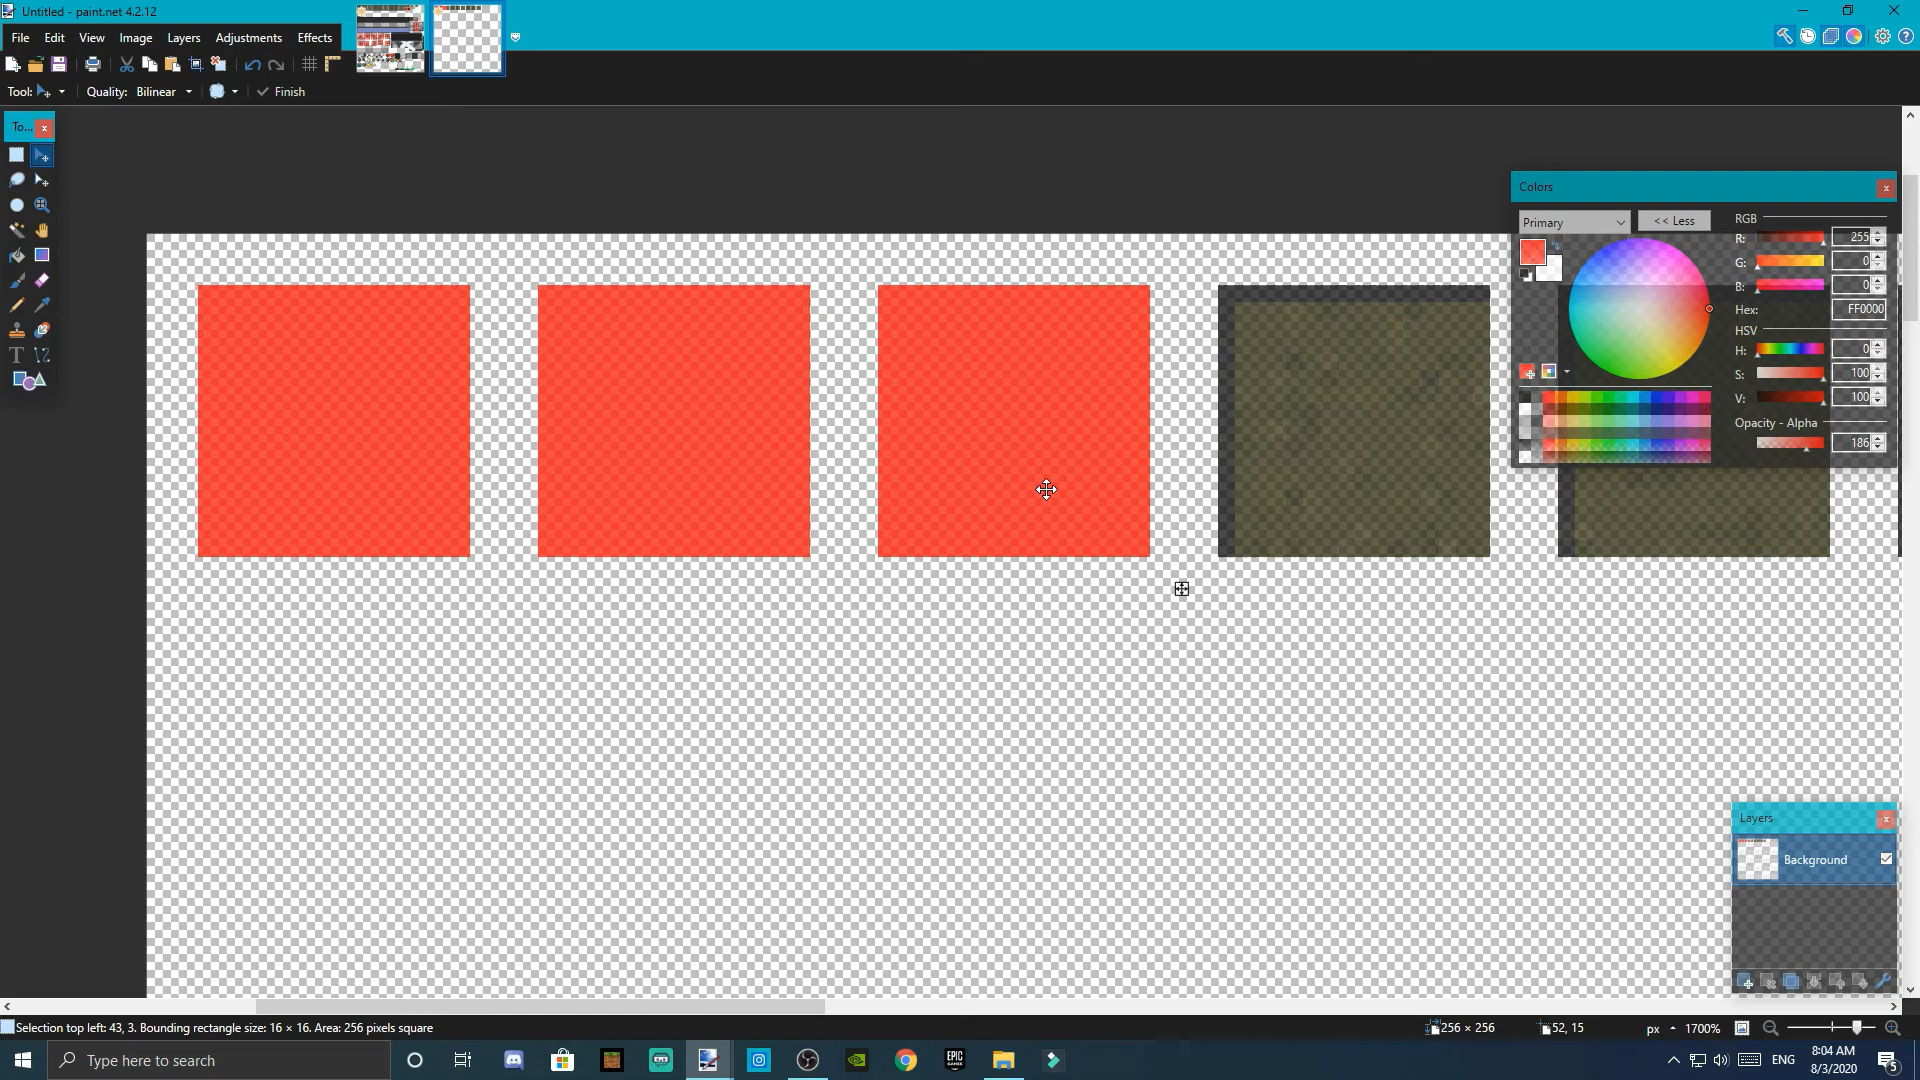 Untitled - paint.net 4.2.12
File Edit View Image Layers Adjustments Effects
Tool: Quality: Bilinear Finish
To...
Colors
Primary << Less
RGB
R: 255
G: 0
B: 0
Hex: FF0000
HSV
H: 0
S: 100
V: 100
Opacity - Alpha
186
Layers
Background
Selection top left: 43, 3. Bounding rectangle size: 16 × 16. Area: 256 pixels square
256 × 256 52, 15 px 1700%
Type here to search
EPIC GAMES
ENG
8:04 AM
8/3/2020
5